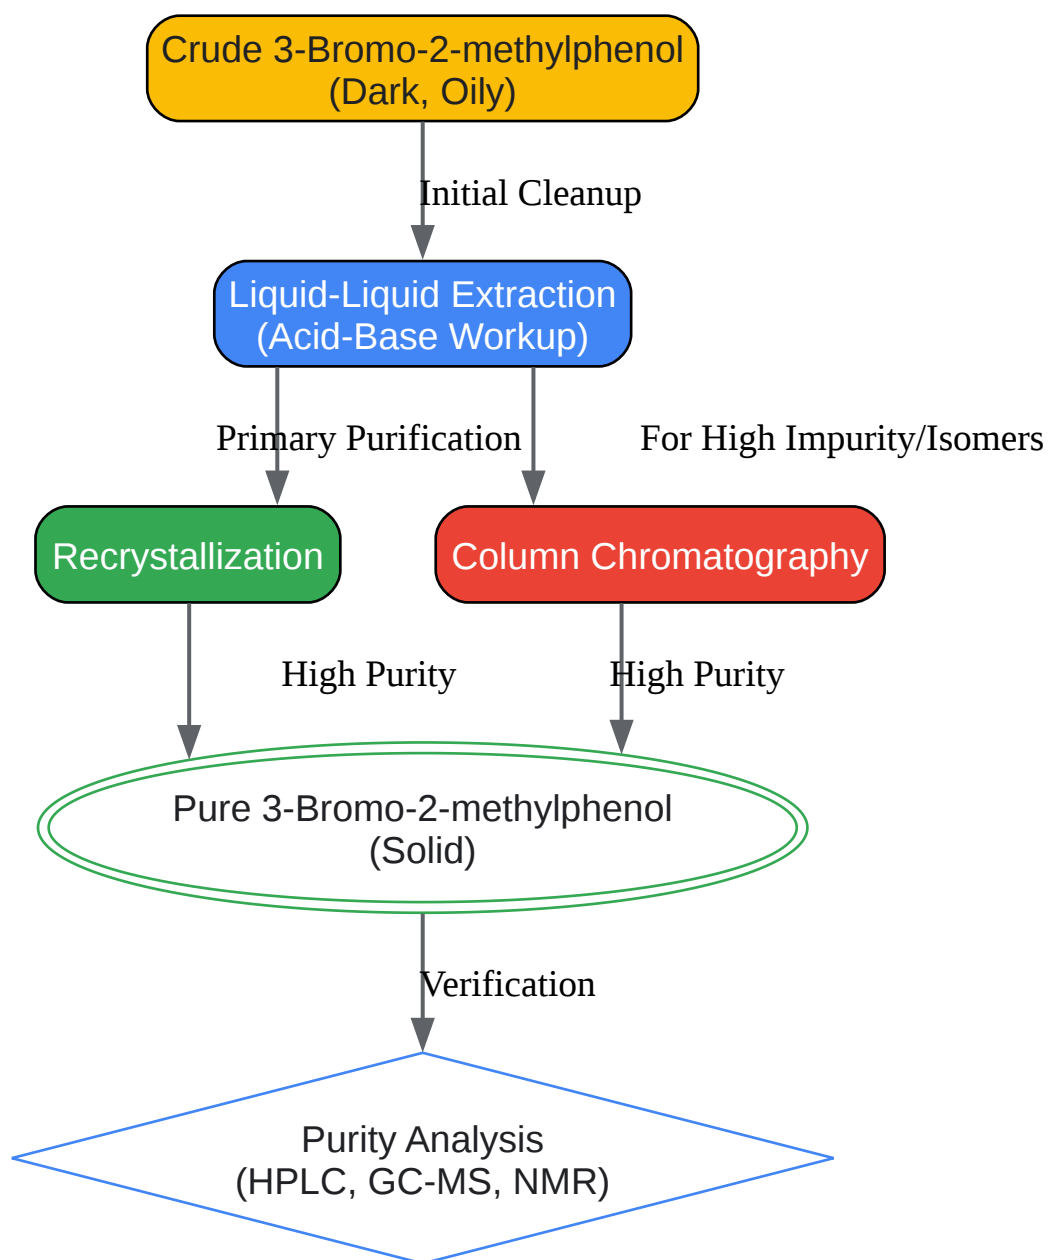 Crude 3-Bromo-2-methylphenol
(Dark, Oily)
Initial Cleanup
Liquid-Liquid Extraction
(Acid-Base Workup)
Primary Purification
For High Impurity/Isomers
Recrystallization
Column Chromatography
High Purity
High Purity
Pure 3-Bromo-2-methylphenol
(Solid)
Verification
Purity Analysis
(HPLC, GC-MS, NMR)